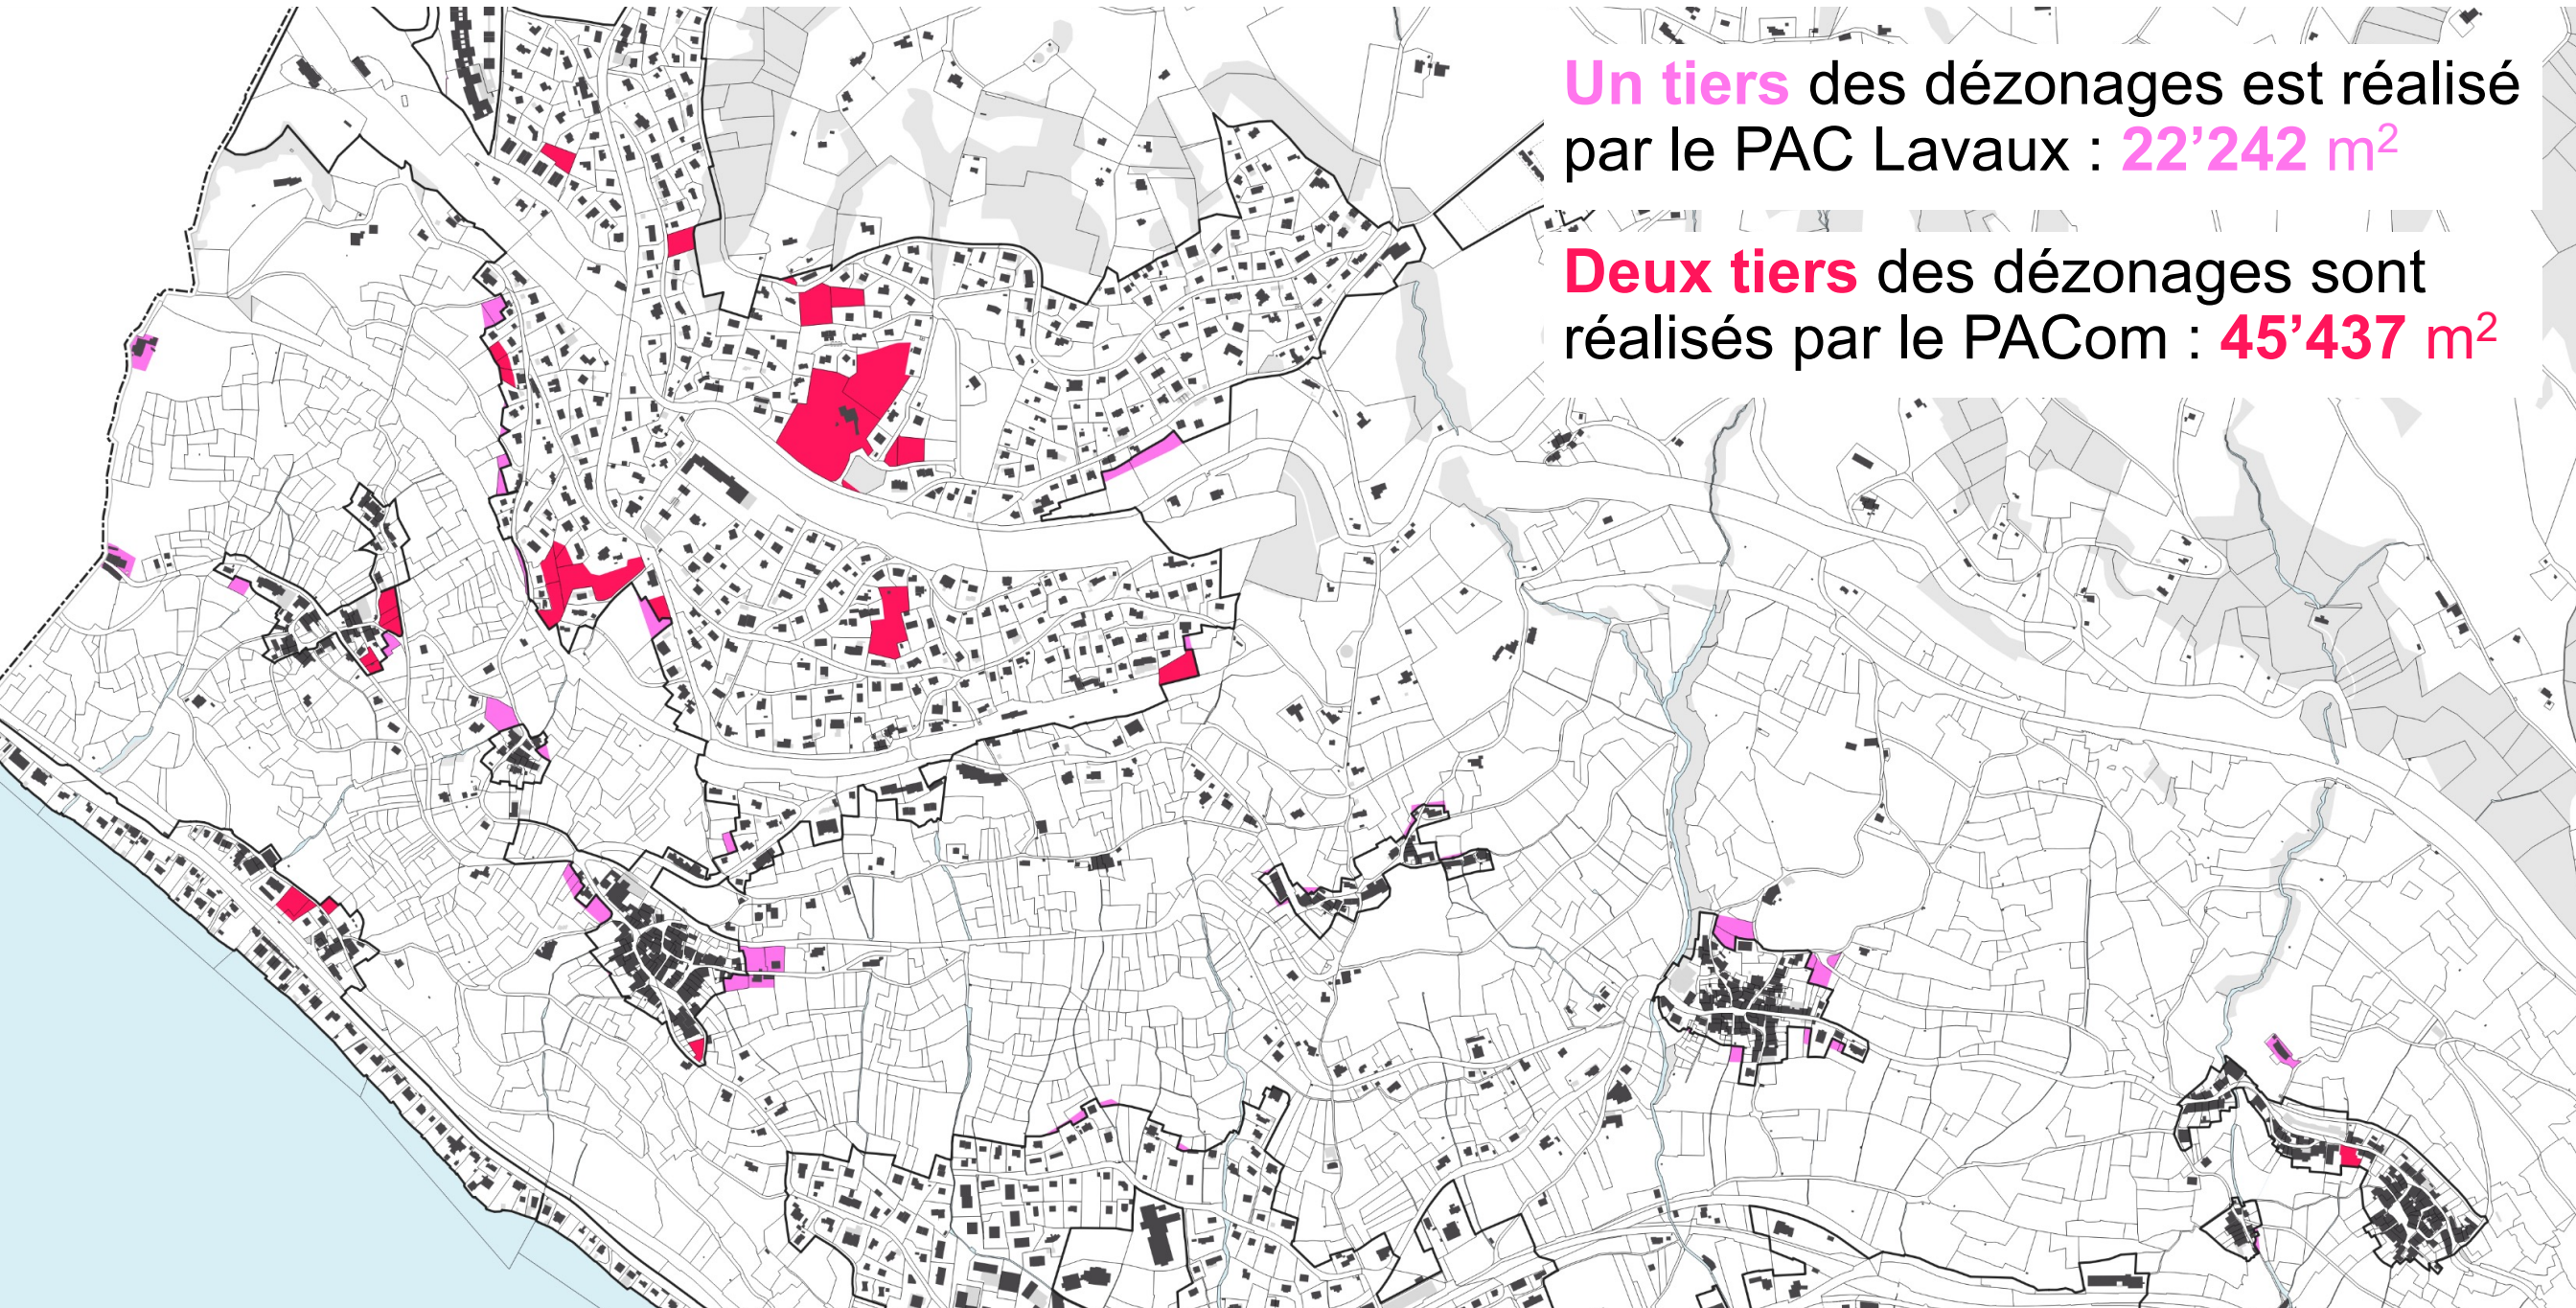 Un tiers des dézonages est réalisé
par le PAC Lavaux : 22’242 m²
Deux tiers des dézonages sont
réalisés par le PACom : 45’437 m²